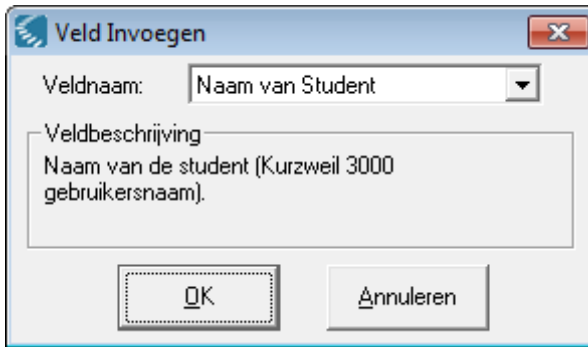 Veld Invoegen
Veldnaam: Naam van Student
Veldbeschrijving
Naam van de student (Kurzweil 3000
gebruikersnaam).
OK Annuleren